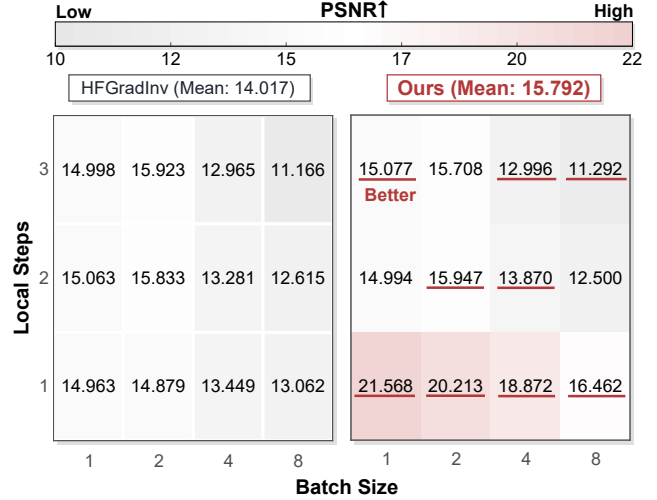 Low PSNR↑ High
10 12 15 17 20 22
HFGradInv (Mean: 14.017) Ours (Mean: 15.792)
3 14.998 15.923 12.965 11.166 15.077 15.708 12.996 11.292
Better
2 15.063 15.833 13.281 12.615 14.994 15.947 13.870 12.500
1 14.963 14.879 13.449 13.062 21.568 20.213 18.872 16.462
Local Steps
1 2 4 8 1 2 4 8
Batch Size